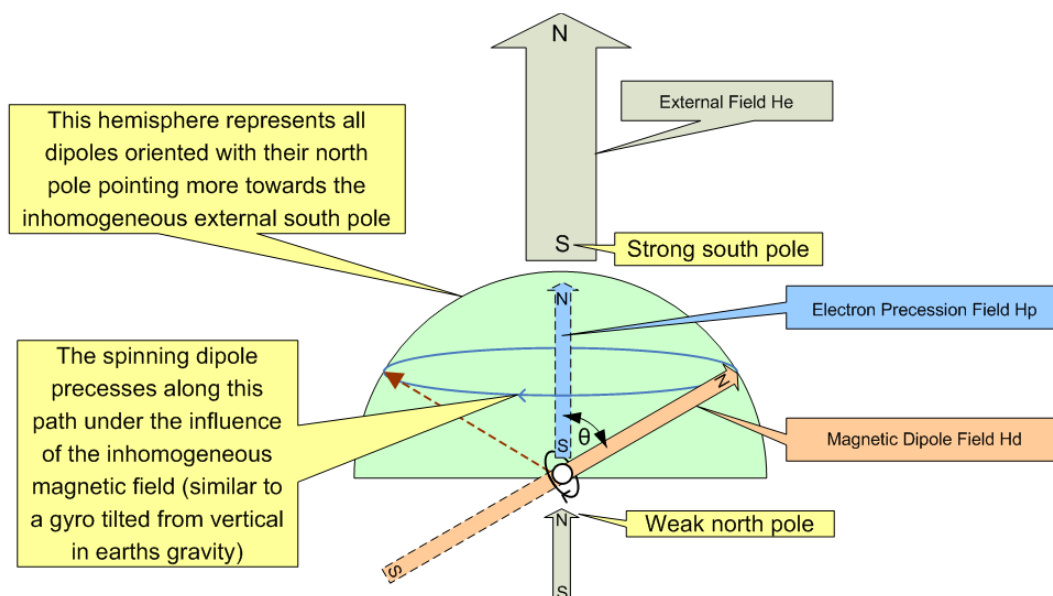 N
External Field He
This hemisphere represents all
dipoles oriented with their north
pole pointing more towards the
inhomogeneous external south pole
S
Strong south pole
N
Electron Precession Field Hp
The spinning dipole
precesses along this
path under the influence
of the inhomogeneous
magnetic field (similar to
a gyro tilted from vertical
in earths gravity)
N
θ
S
Magnetic Dipole Field Hd
N
Weak north pole
S
S